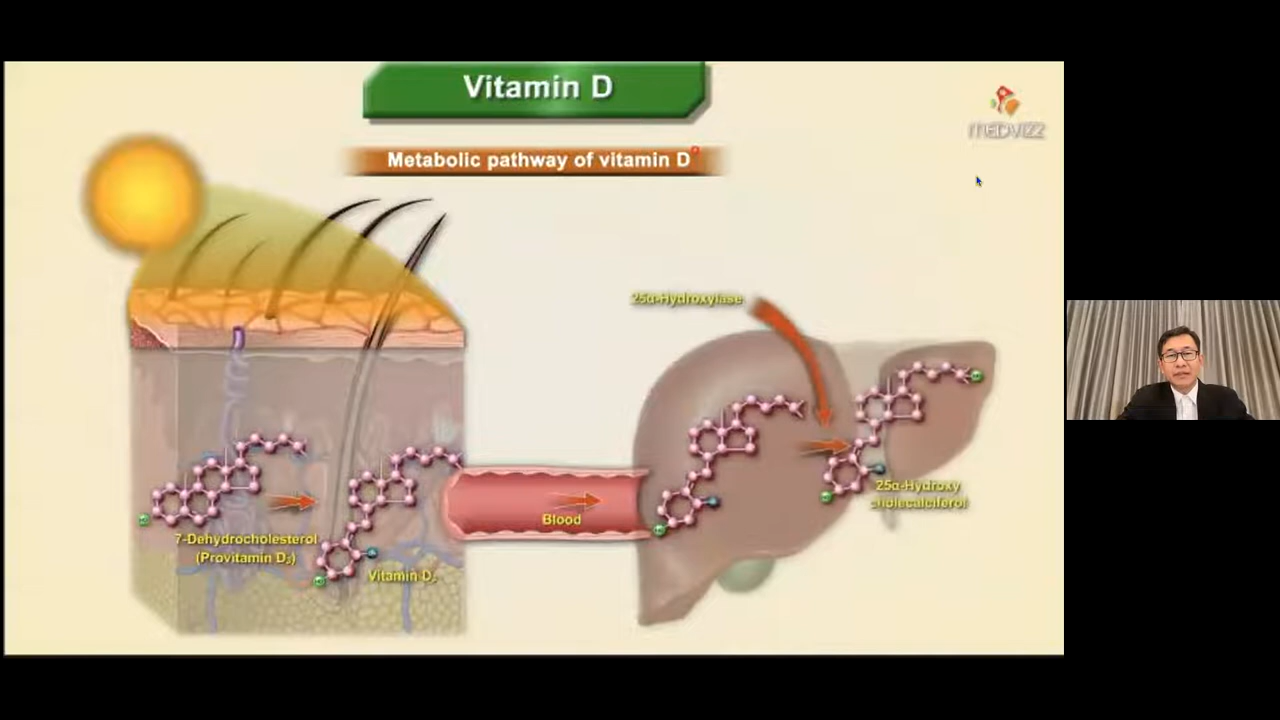 Vitamin D
MEDVIZZ
Metabolic pathway of vitamin D
25α-Hydroxylase
25α-Hydroxy
cholecalciferol
Blood
7-Dehydrocholesterol
(Provitamin D₃)
Vitamin D₃